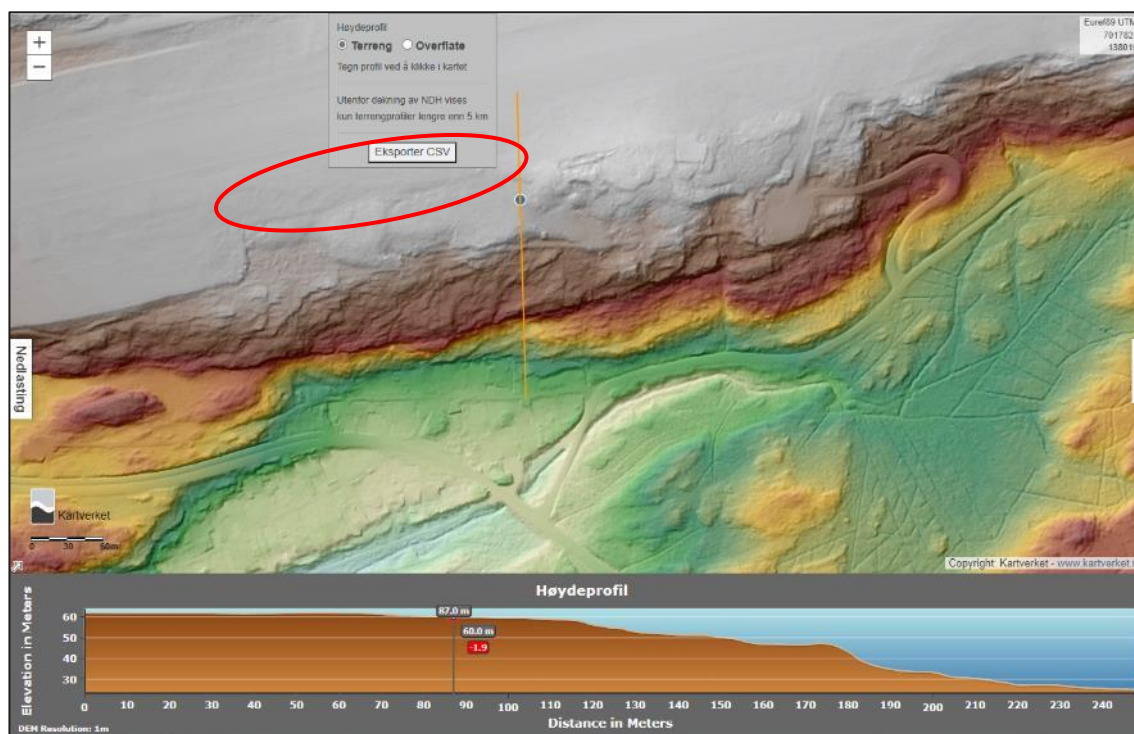 Høydeprofil
Terreng Overflate
Tegn profil ved å klikke i kartet
Utenfor dekning av NDH vises
kun terrengprofiler lengre enn 5 km
Eksporter CSV
+
−
Euref89 UTM
Nedlasting
Kartverket
0 30 60m
Copyright: Kartverket - www.kartverket
Høydeprofil
Elevation in Meters
60
50
40
30
87.0 m
60.0 m
-1.9
0 10 20 30 40 50 60 70 80 90 100 110 120 130 140 150 160 170 180 190 200 210 220 230 240
Distance in Meters
DEM Resolution: 1m